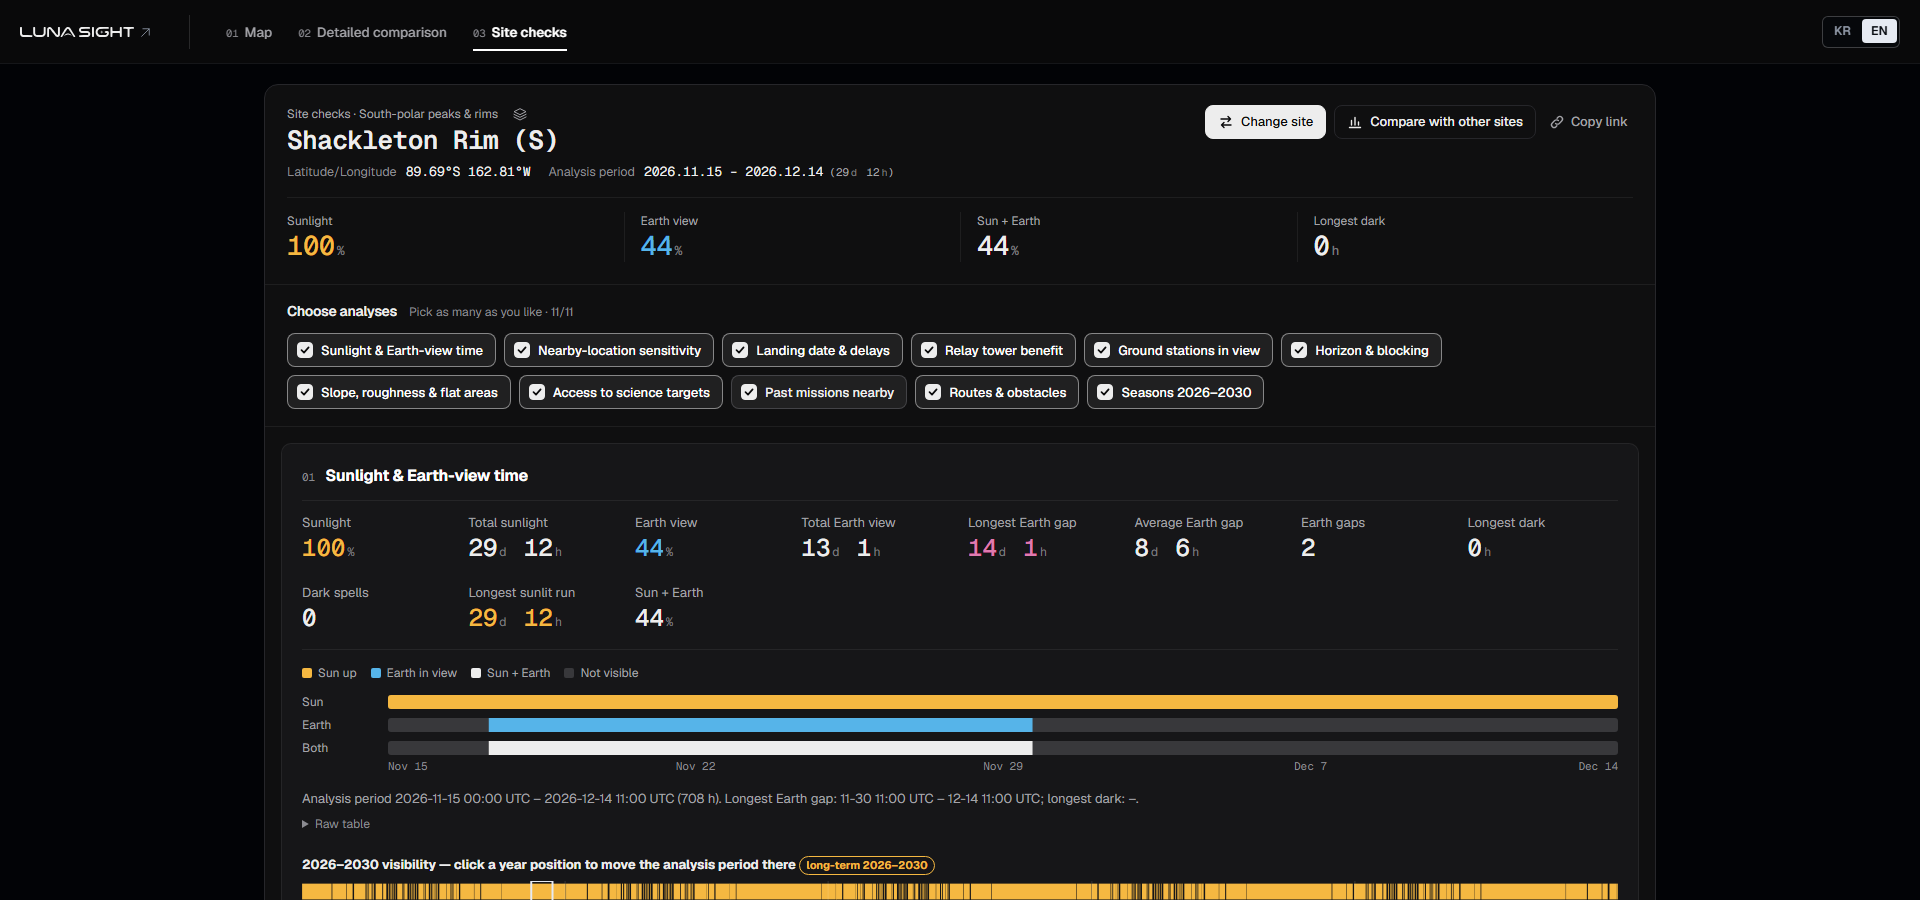 LUNA SIGHT
01 Map
02 Detailed comparison
03 Site checks
KR EN
Site checks · South-polar peaks & rims
Shackleton Rim (S)
Latitude/Longitude 89.69°S 162.81°W Analysis period 2026.11.15 – 2026.12.14 (29d 12h)
Change site
Compare with other sites
Copy link
Sunlight
100%
Earth view
44%
Sun + Earth
44%
Longest dark
0h
Choose analyses Pick as many as you like · 11/11
Sunlight & Earth-view time
Nearby-location sensitivity
Landing date & delays
Relay tower benefit
Ground stations in view
Horizon & blocking
Slope, roughness & flat areas
Access to science targets
Past missions nearby
Routes & obstacles
Seasons 2026–2030
01 Sunlight & Earth-view time
Sunlight
100%
Total sunlight
29d 12h
Earth view
44%
Total Earth view
13d 1h
Longest Earth gap
14d 1h
Average Earth gap
8d 6h
Earth gaps
2
Longest dark
0h
Dark spells
0
Longest sunlit run
29d 12h
Sun + Earth
44%
Sun up Earth in view Sun + Earth Not visible
Sun
Earth
Both
Nov 15 Nov 22 Nov 29 Dec 7 Dec 14
Analysis period 2026-11-15 00:00 UTC – 2026-12-14 11:00 UTC (708 h). Longest Earth gap: 11-30 11:00 UTC – 12-14 11:00 UTC; longest dark: –.
Raw table
2026–2030 visibility — click a year position to move the analysis period there long-term 2026–2030